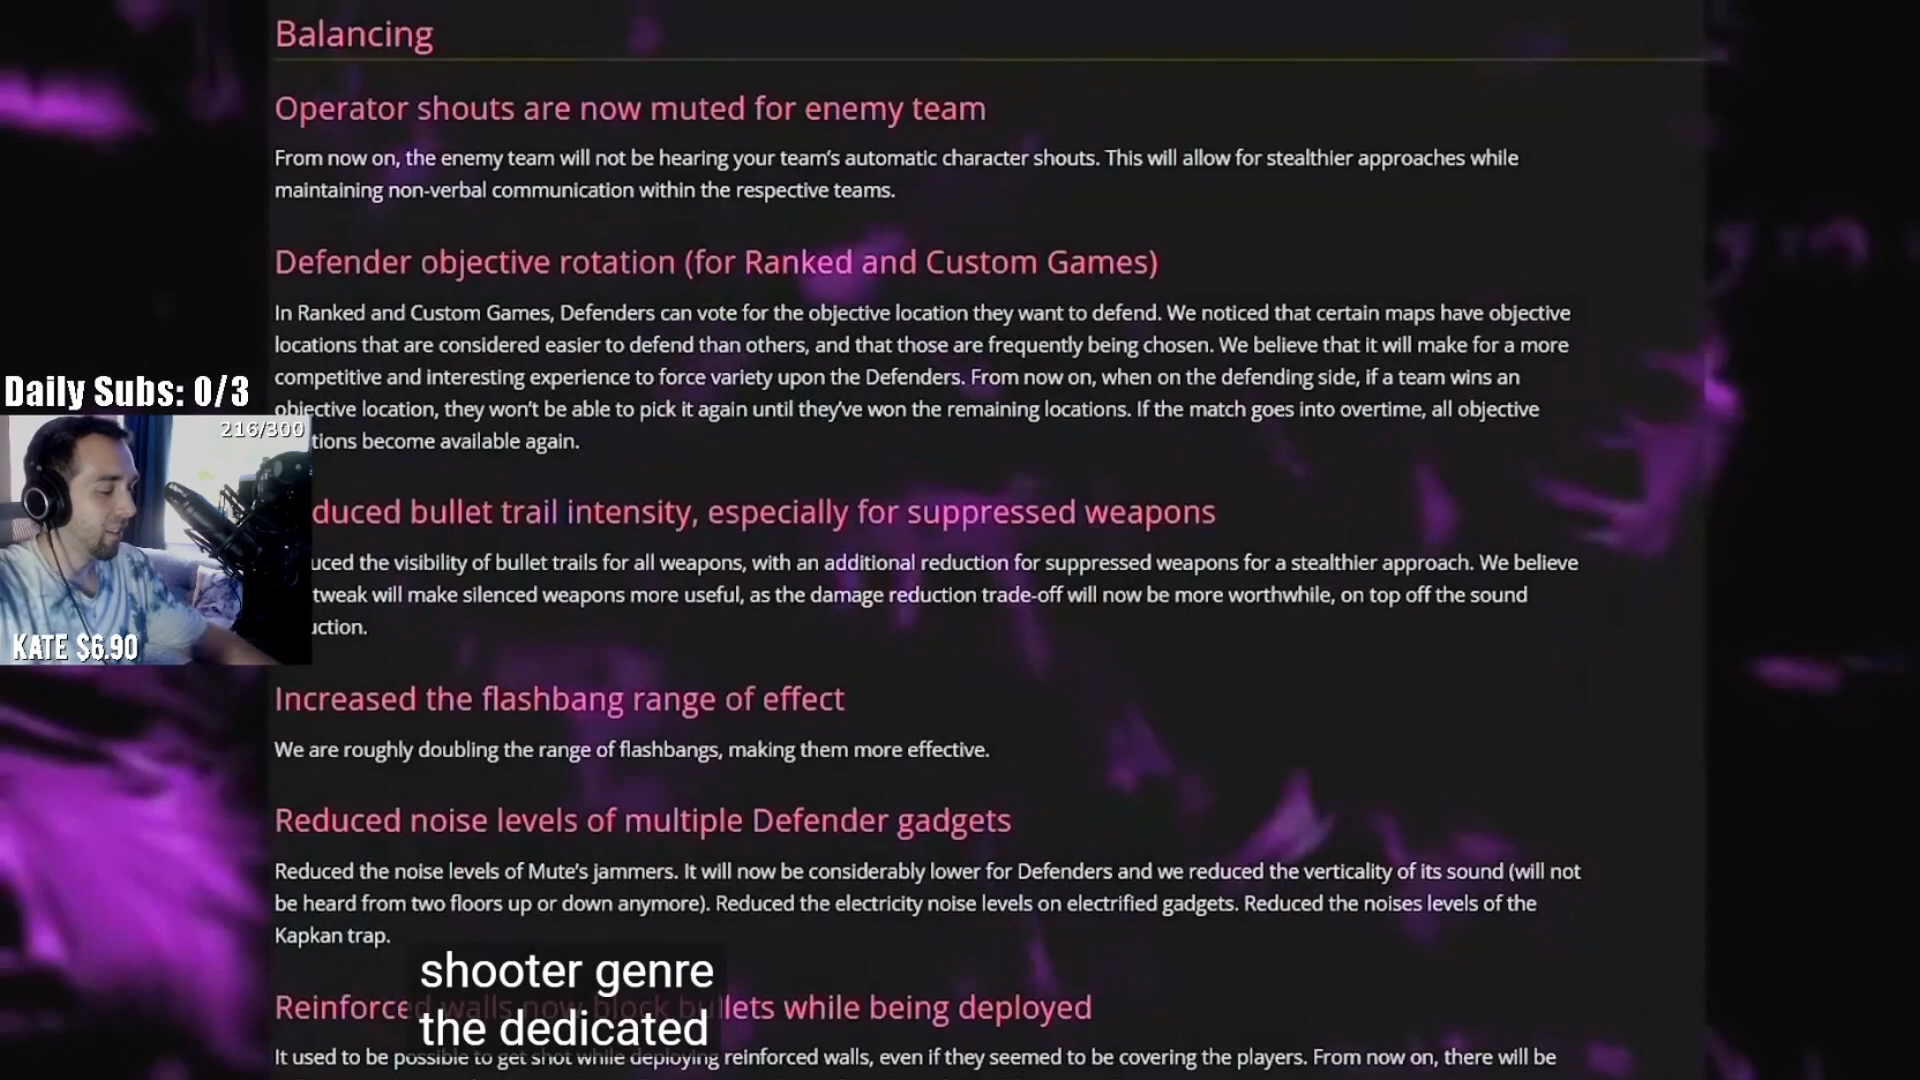 Balancing
Operator shouts are now muted for enemy team
From now on, the enemy team will not be hearing your team's automatic character shouts. This will allow for stealthier approaches while
maintaining non-verbal communication within the respective teams.
Defender objective rotation (for Ranked and Custom Games)
In Ranked and Custom Games, Defenders can vote for the objective location they want to defend. We noticed that certain maps have objective
locations that are considered easier to defend than others, and that those are frequently being chosen. We believe that it will make for a more
competitive and interesting experience to force variety upon the Defenders. From now on, when on the defending side, if a team wins an
objective location, they won't be able to pick it again until they've won the remaining locations. If the match goes into overtime, all objective
tions become available again.
Daily Subs: 0/3
216/300
KATE $6.90
duced bullet trail intensity, especially for suppressed weapons
uced the visibility of bullet trails for all weapons, with an additional reduction for suppressed weapons for a stealthier approach. We believe
tweak will make silenced weapons more useful, as the damage reduction trade-off will now be more worthwhile, on top off the sound
uction.
Increased the flashbang range of effect
We are roughly doubling the range of flashbangs, making them more effective.
Reduced noise levels of multiple Defender gadgets
Reduced the noise levels of Mute's jammers. It will now be considerably lower for Defenders and we reduced the verticality of its sound (will not
be heard from two floors up or down anymore). Reduced the electricity noise levels on electrified gadgets. Reduced the noises levels of the
Kapkan trap.
shooter genre
the dedicated
Reinforced walls now block bullets while being deployed
It used to be possible to get shot while deploying reinforced walls, even if they seemed to be covering the players. From now on, there will be